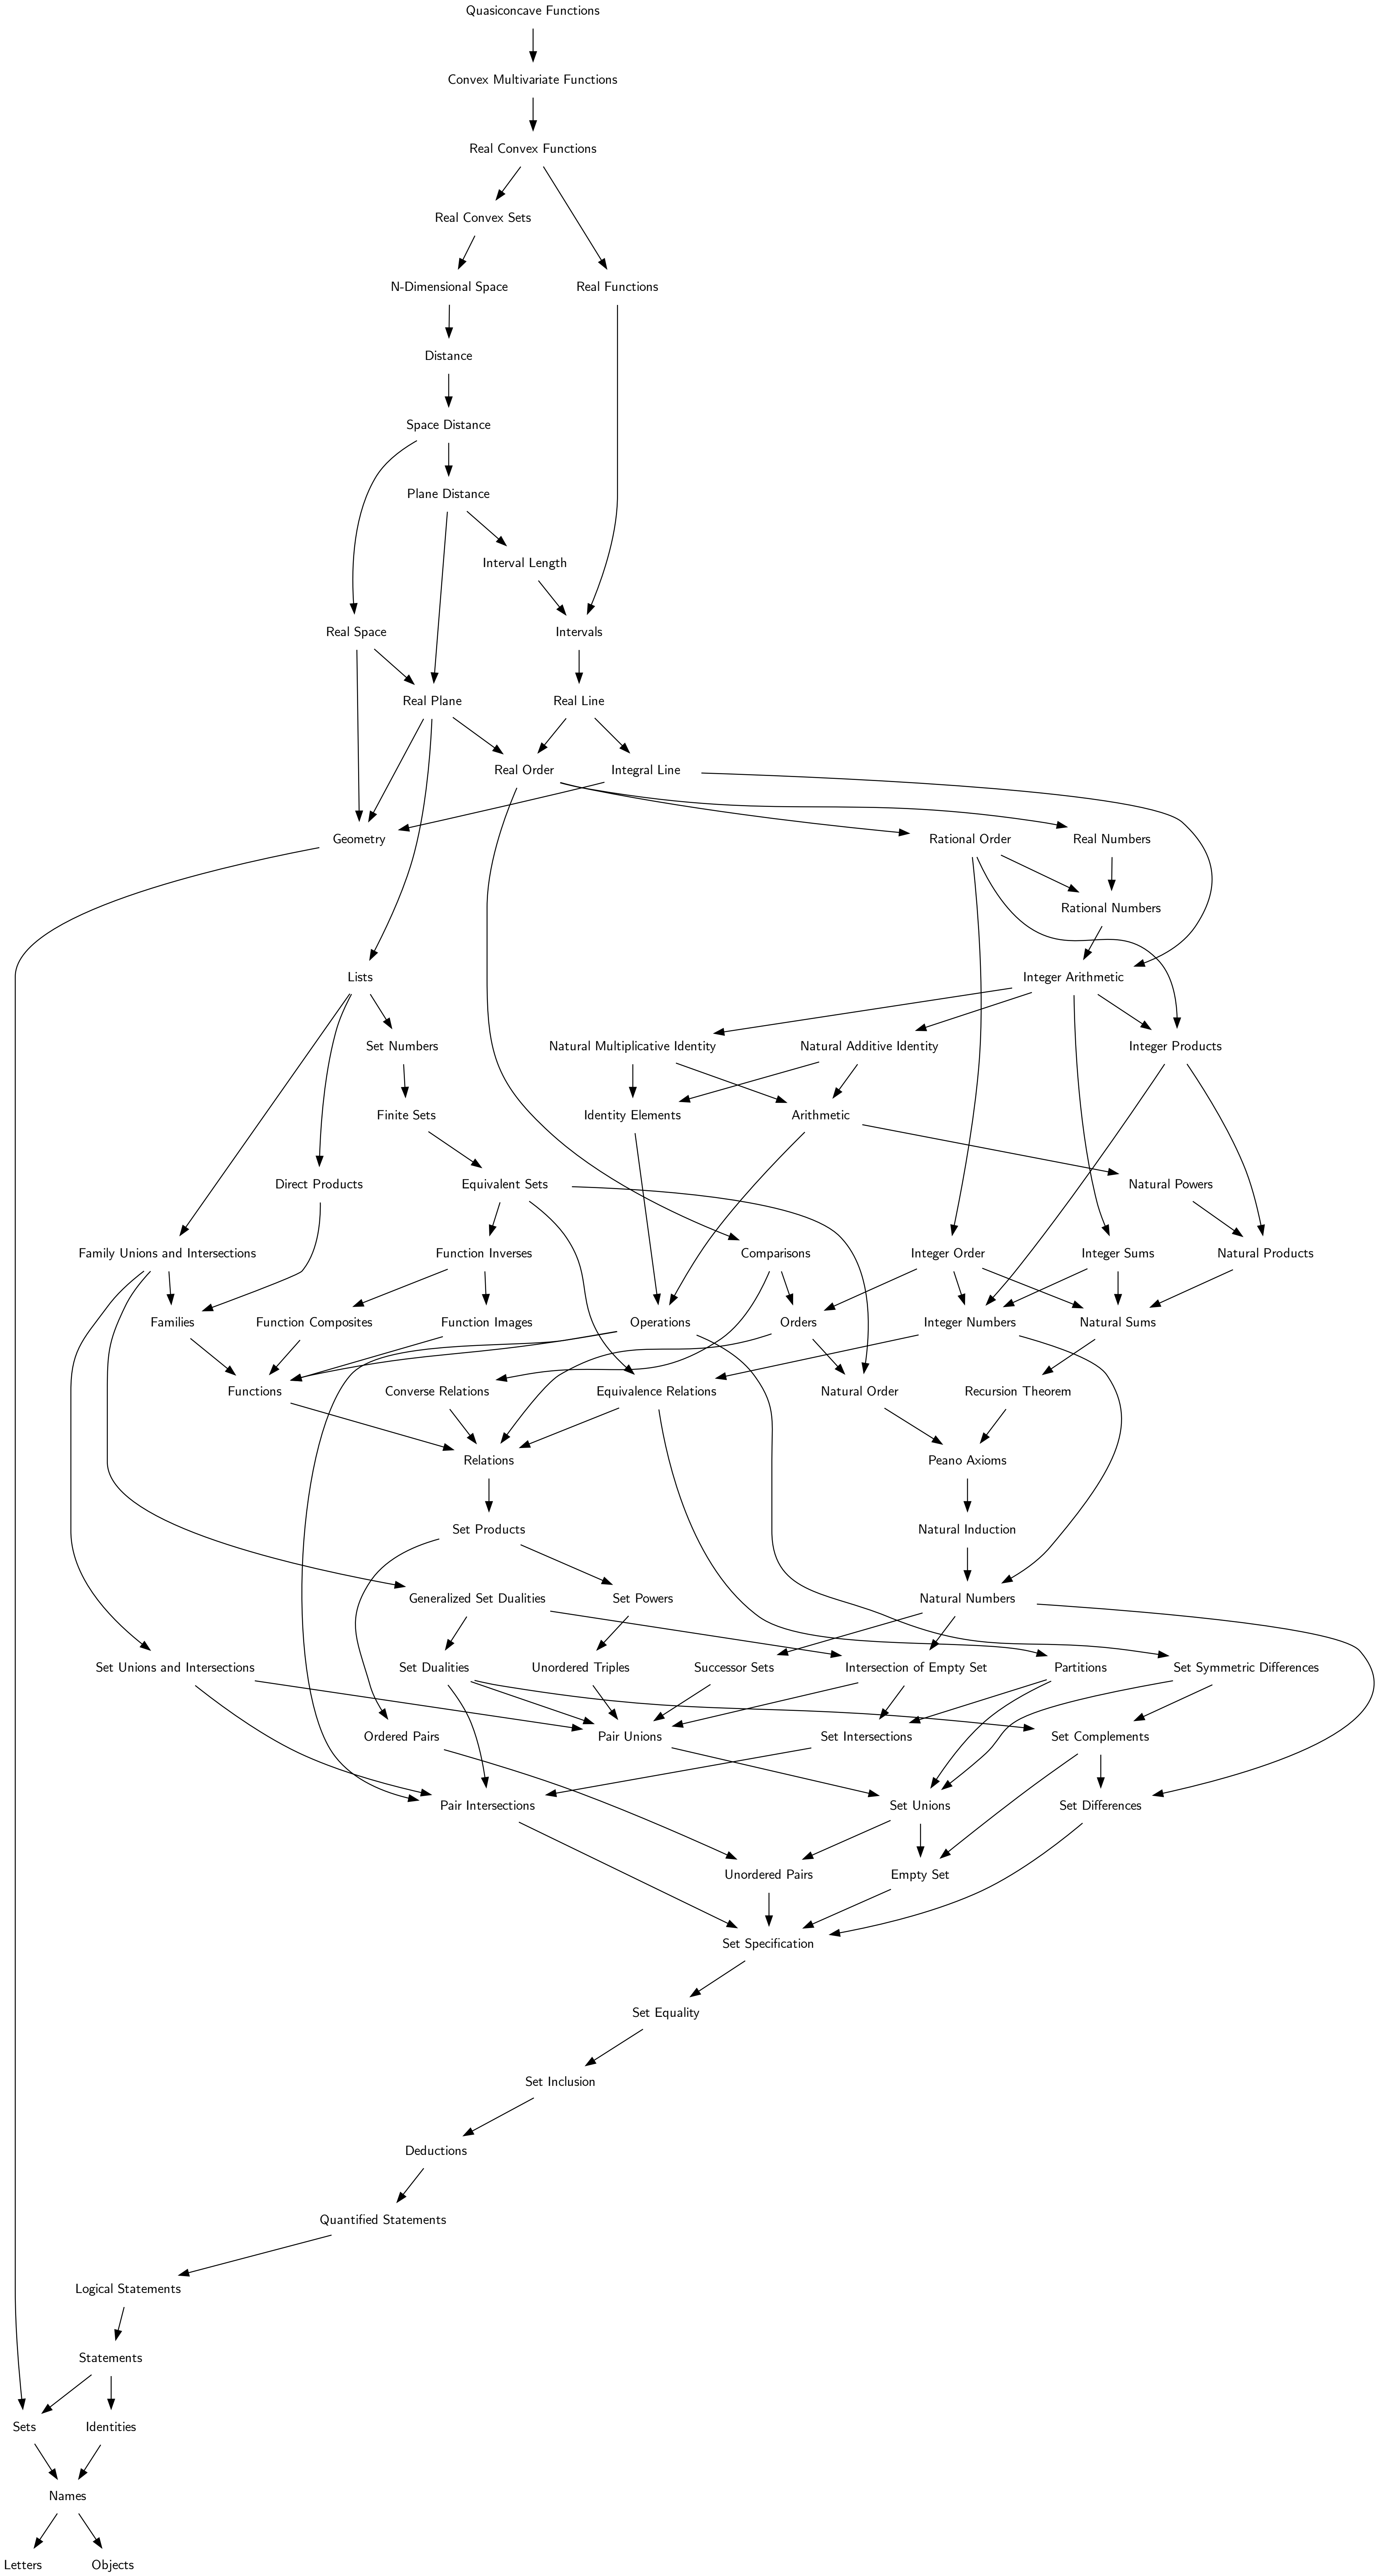 Quasiconcave Functions
Convex Multivariate Functions
Real Convex Functions
Real Convex Sets
N-Dimensional Space
Real Functions
Distance
Space Distance
Plane Distance
Interval Length
Real Space
Intervals
Real Plane
Real Line
Real Order
Integral Line
Geometry
Rational Order
Real Numbers
Rational Numbers
Lists
Integer Arithmetic
Set Numbers
Natural Multiplicative Identity
Natural Additive Identity
Integer Products
Finite Sets
Identity Elements
Arithmetic
Direct Products
Equivalent Sets
Natural Powers
Family Unions and Intersections
Function Inverses
Comparisons
Integer Order
Integer Sums
Natural Products
Families
Function Composites
Function Images
Operations
Orders
Integer Numbers
Natural Sums
Functions
Converse Relations
Equivalence Relations
Natural Order
Recursion Theorem
Relations
Peano Axioms
Set Products
Natural Induction
Generalized Set Dualities
Set Powers
Natural Numbers
Set Unions and Intersections
Set Dualities
Unordered Triples
Successor Sets
Intersection of Empty Set
Partitions
Set Symmetric Differences
Ordered Pairs
Pair Unions
Set Intersections
Set Complements
Pair Intersections
Set Unions
Set Differences
Unordered Pairs
Empty Set
Set Specification
Set Equality
Set Inclusion
Deductions
Quantified Statements
Logical Statements
Statements
Sets
Identities
Names
Letters
Objects